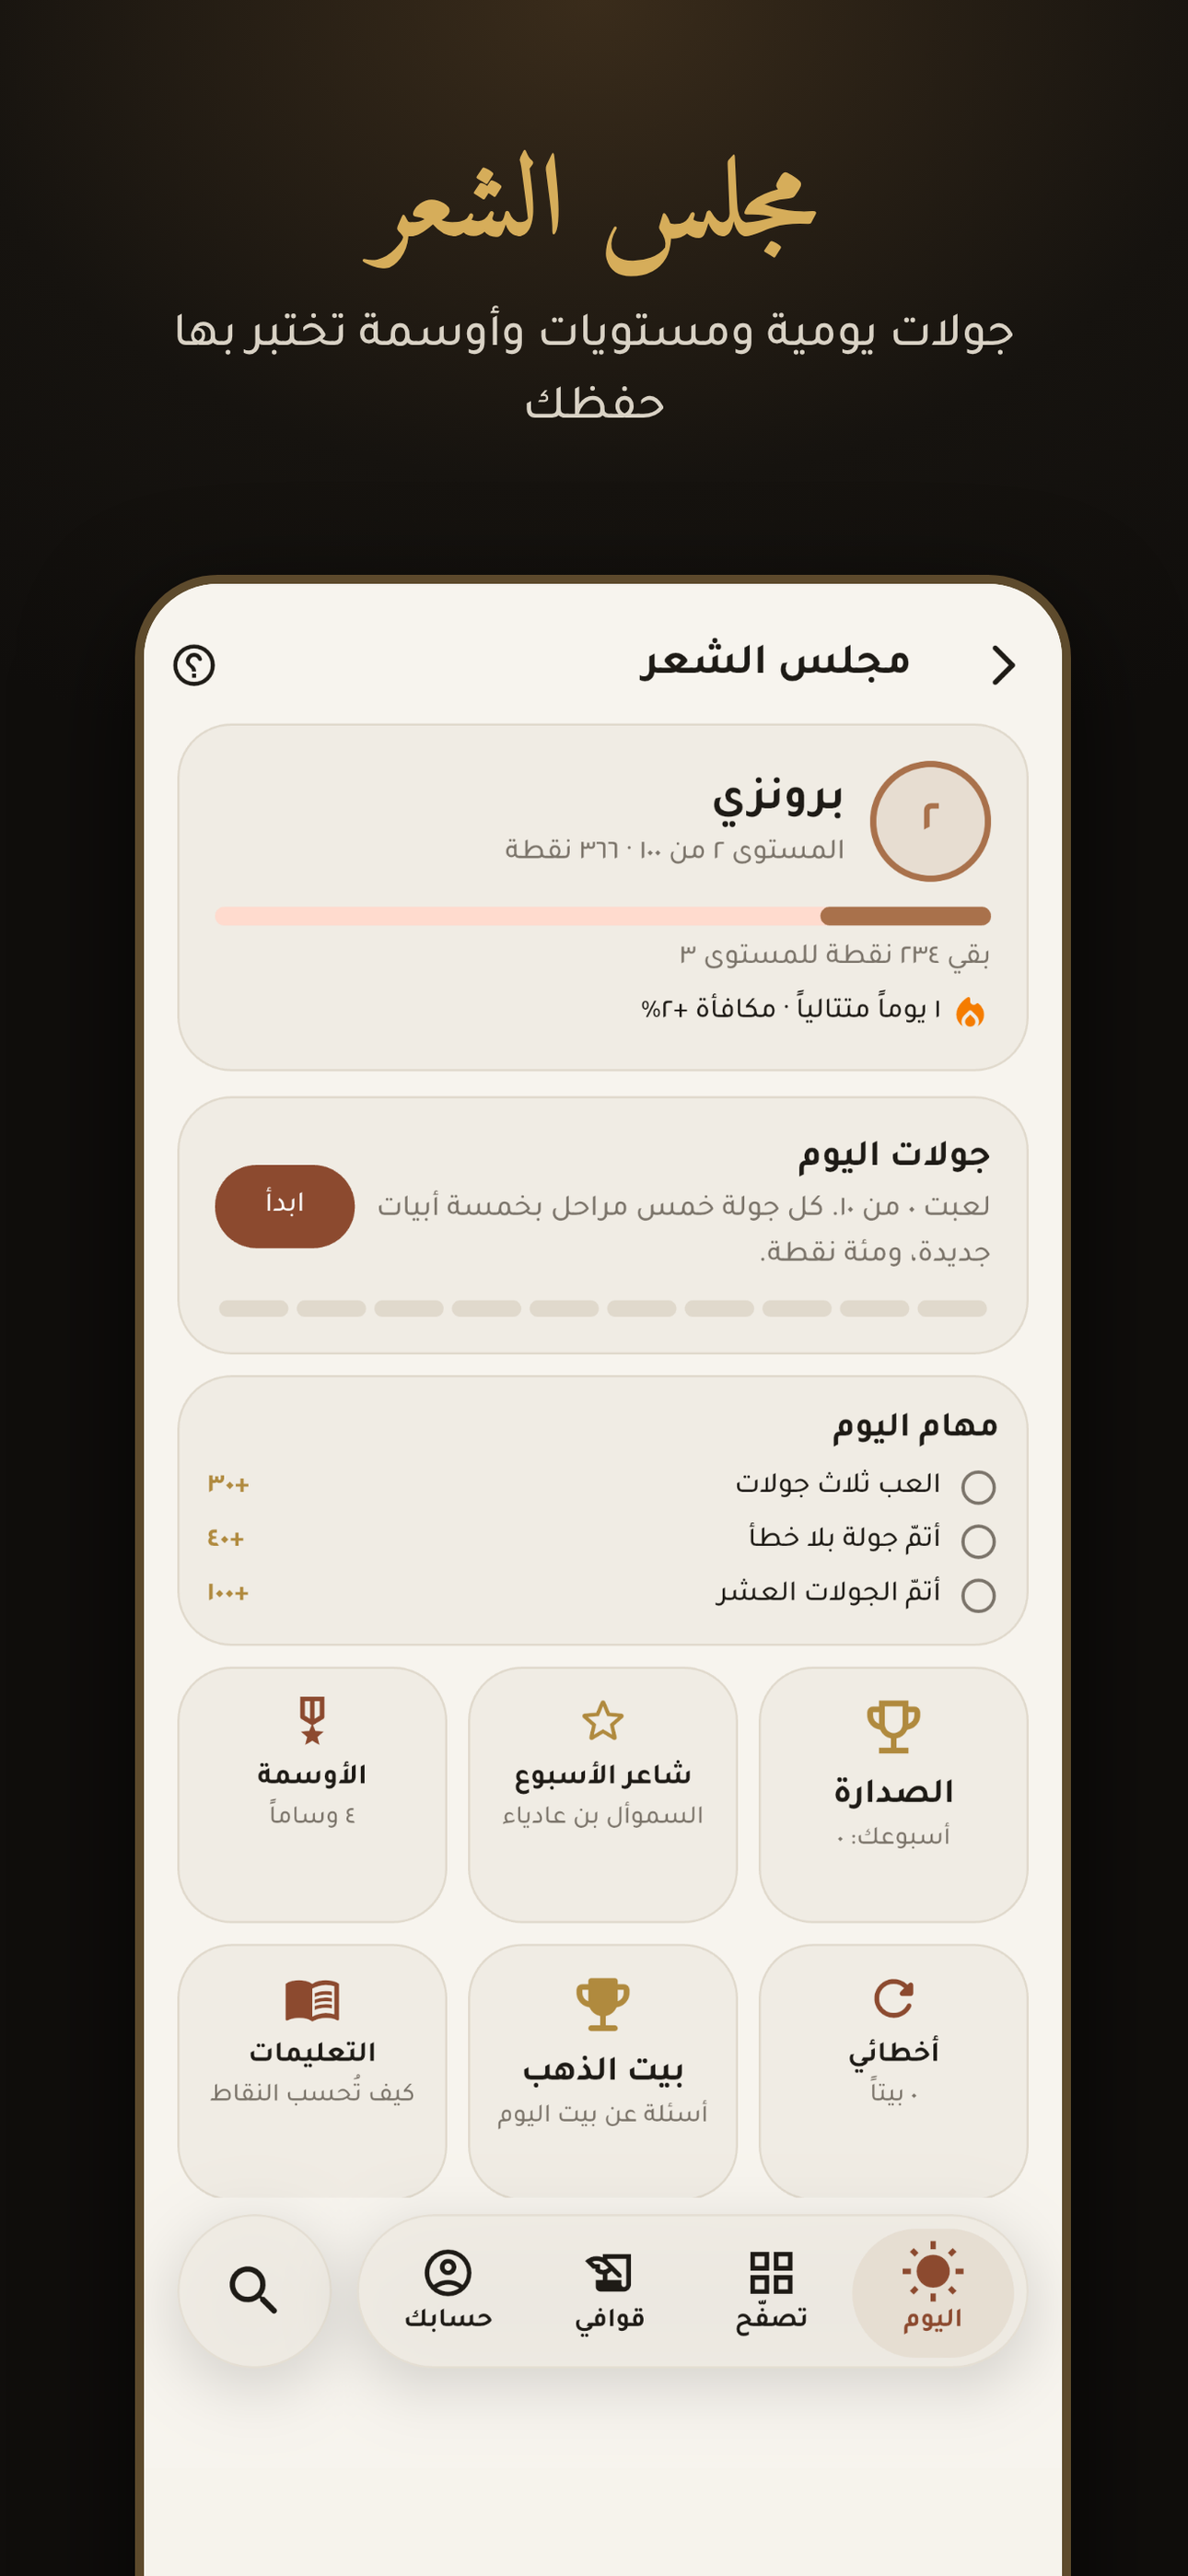 مجلس الشعر
جولات يومية ومستويات وأوسمة تختبر بها
حفظك
مجلس الشعر
٢
برونزي
المستوى ٢ من ١٠٠ · ٣٦٦ نقطة
بقي ٢٣٤ نقطة للمستوى ٣
١ يوماً متتالياً · مكافأة +٢%
جولات اليوم
لعبت ٠ من ١٠. كل جولة خمس مراحل بخمسة أبيات
جديدة، ومئة نقطة.
ابدأ
مهام اليوم
العب ثلاث جولات +٣٠
أتمّ جولة بلا خطأ +٤٠
أتمّ الجولات العشر +١٠٠
الصدارة
أسبوعك: ٠
شاعر الأسبوع
السموأل بن عادياء
الأوسمة
٤ وساماً
أخطائي
٠ بيتاً
بيت الذهب
أسئلة عن بيت اليوم
التعليمات
كيف تُحسب النقاط
اليوم
تصفّح
قوافي
حسابك